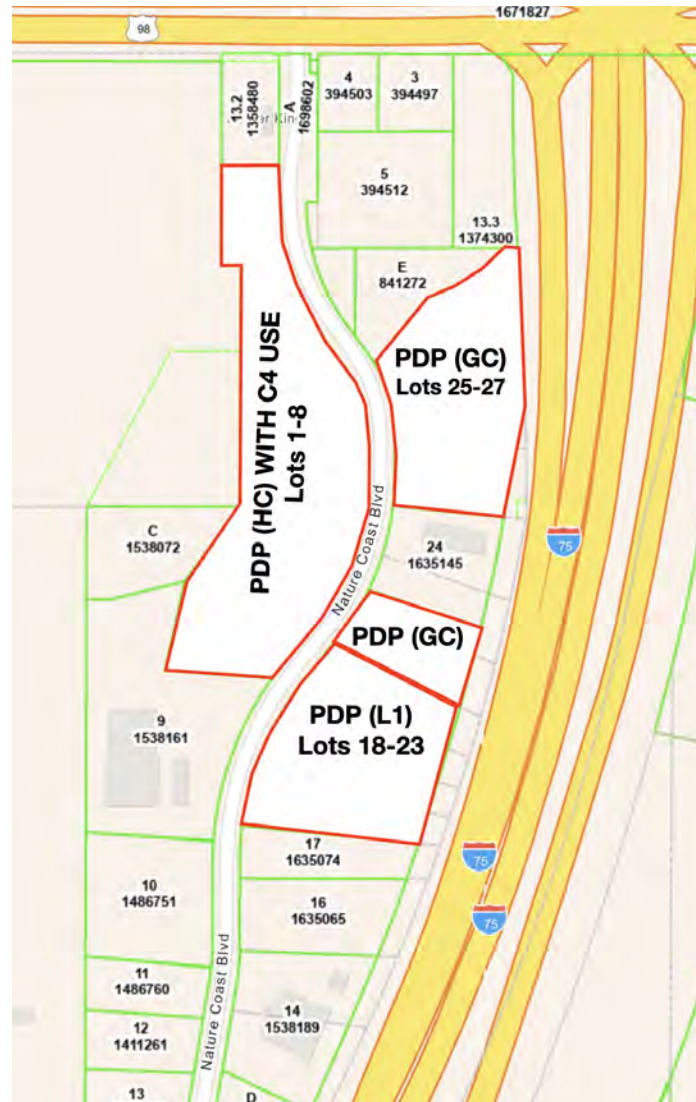 1671827
98
13.2
1358480
A
1698602
4
394503
3
394497
5
394512
13.3
1374300
E
841272
PDP (GC)
Lots 25-27
PDP (HC) WITH C4 USE
Lots 1-8
C
1538072
Nature Coast Blvd
24
1635145
75
PDP (GC)
PDP (L1)
Lots 18-23
9
1538161
17
1635074
75
10
1486751
16
1635065
75
Nature Coast Blvd
11
1486760
14
1538189
12
1411261
13
D